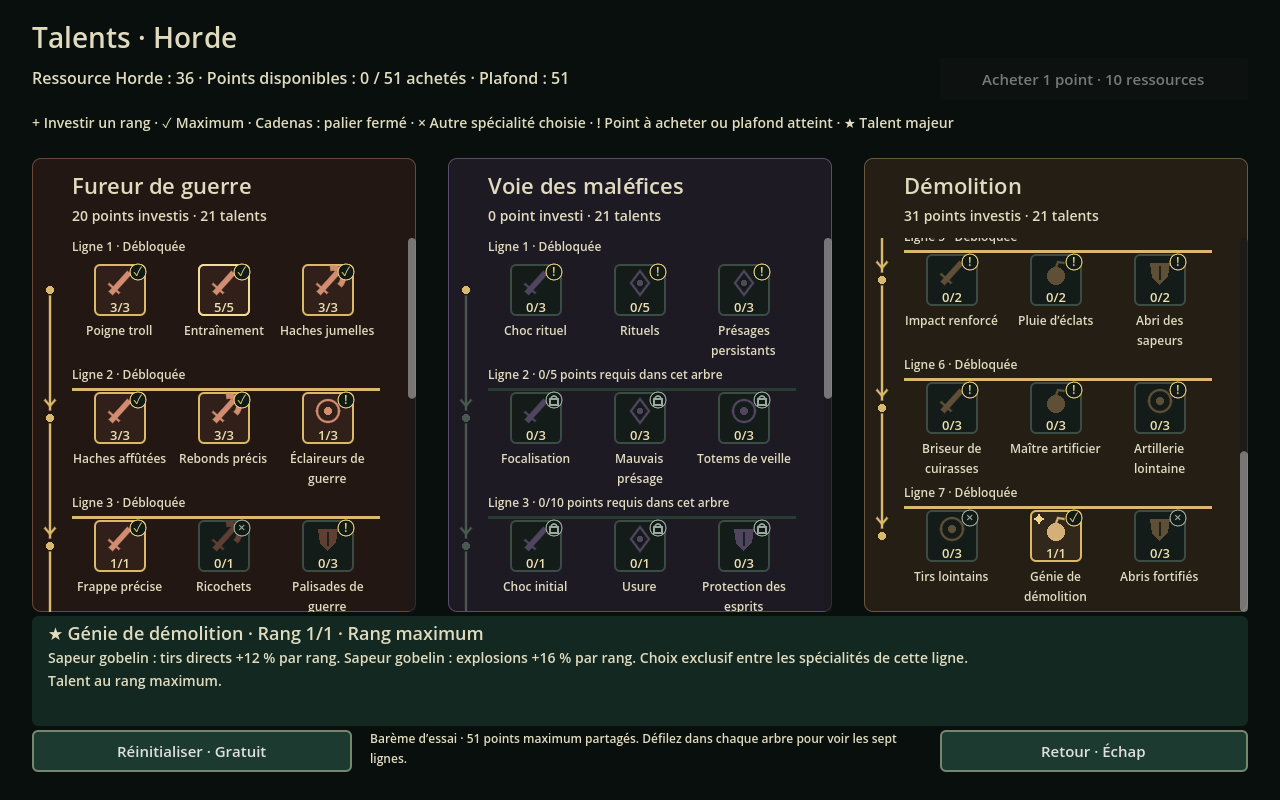 Talents · Horde
Ressource Horde : 36 · Points disponibles : 0 / 51 achetés · Plafond : 51
Acheter 1 point · 10 ressources
+ Investir un rang · ✓ Maximum · Cadenas : palier fermé · × Autre spécialité choisie · ! Point à acheter ou plafond atteint · ★ Talent majeur
Fureur de guerre
20 points investis · 21 talents
Ligne 1 · Débloquée
3/3 5/5 3/3
Poigne troll Entraînement Haches jumelles
Ligne 2 · Débloquée
3/3 3/3 1/3
Haches affûtées Rebonds précis Éclaireurs de
guerre
Ligne 3 · Débloquée
1/1 0/1 0/3
Frappe précise Ricochets Palisades de
guerre
Voie des maléfices
0 point investi · 21 talents
Ligne 1 · Débloquée
0/3 0/5 0/3
Choc rituel Rituels Présages
persistants
Ligne 2 · 0/5 points requis dans cet arbre
0/3 0/3 0/3
Focalisation Mauvais Totems de veille
présage
Ligne 3 · 0/10 points requis dans cet arbre
0/1 0/1 0/3
Choc initial Usure Protection des
esprits
Démolition
31 points investis · 21 talents
Ligne 5 · Débloquée
0/2 0/2 0/2
Impact renforcé Pluie d’éclats Abri des
sapeurs
Ligne 6 · Débloquée
0/3 0/3 0/3
Briseur de Maître artificier Artillerie
cuirasses lointaine
Ligne 7 · Débloquée
0/3 1/1 0/3
Tirs lointains Génie de Abris fortifiés
démolition
★ Génie de démolition · Rang 1/1 · Rang maximum
Sapeur gobelin : tirs directs +12 % par rang. Sapeur gobelin : explosions +16 % par rang. Choix exclusif entre les spécialités de cette ligne.
Talent au rang maximum.
Réinitialiser · Gratuit
Barème d’essai · 51 points maximum partagés. Défilez dans chaque arbre pour voir les sept
lignes.
Retour · Échap